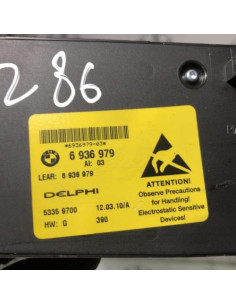 286
*6936979-03*
6 936 979
AI: 03
LEAR: 6 936 979
DELPHI
5335 9700 12.03.10/A
HW: G 390
ATTENTION!
Observe Precautions
for Handling!
Electrostatic Sensitive
Devices!